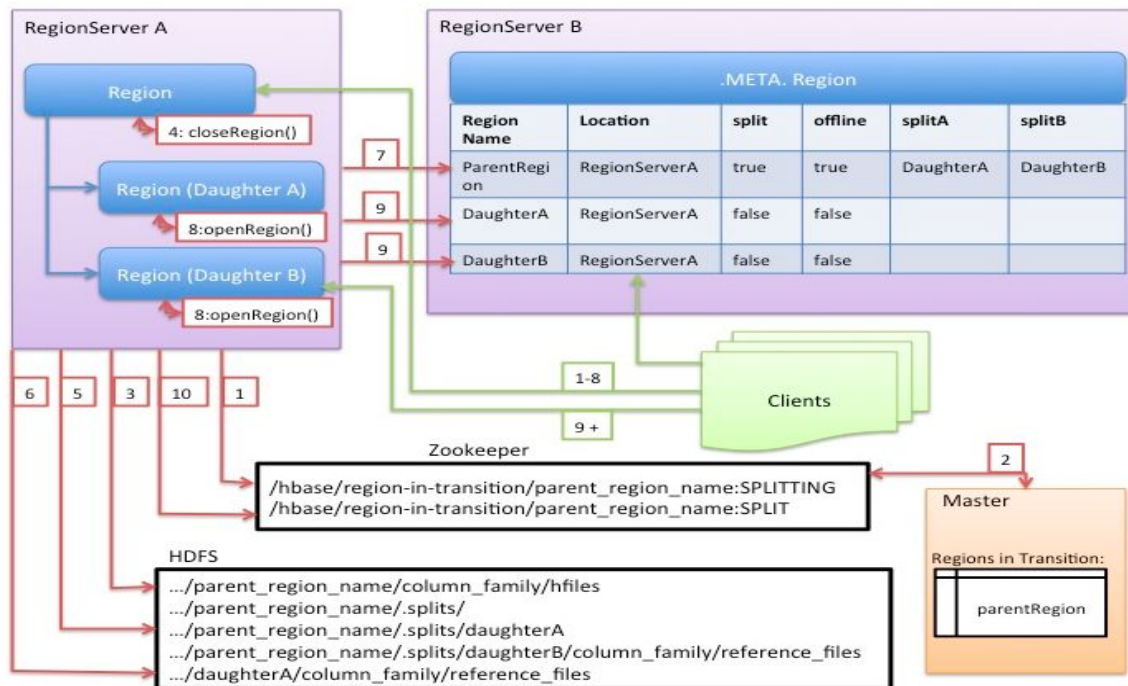 RegionServer A
Region
4: closeRegion()
Region (Daughter A)
8:openRegion()
Region (Daughter B)
8:openRegion()
7
9
9
RegionServer B
.META. Region
Region Name Location split offline splitA splitB
ParentRegi
on RegionServerA true true DaughterA DaughterB
DaughterA RegionServerA false false
DaughterB RegionServerA false false
6 5 3 10 1
1-8
9 +
Clients
Zookeeper
/hbase/region-in-transition/parent_region_name:SPLITTING
/hbase/region-in-transition/parent_region_name:SPLIT
2
Master
Regions in Transition:
parentRegion
HDFS
.../parent_region_name/column_family/hfiles
.../parent_region_name/.splits/
.../parent_region_name/.splits/daughterA
.../parent_region_name/.splits/daughterB/column_family/reference_files
.../daughterA/column_family/reference_files